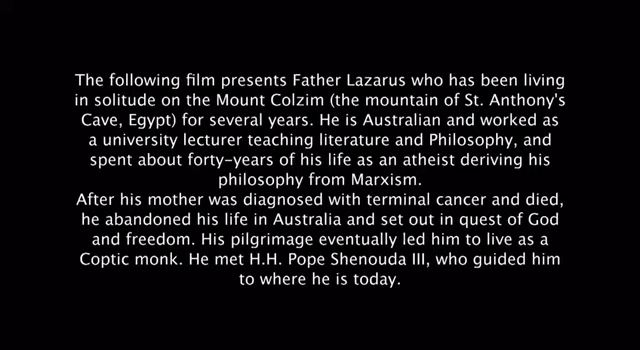 The following film presents Father Lazarus who has been living
in solitude on the Mount Colzim (the mountain of St. Anthony's
Cave, Egypt) for several years. He is Australian and worked as
a university lecturer teaching literature and Philosophy, and
spent about forty-years of his life as an atheist deriving his
philosophy from Marxism.
After his mother was diagnosed with terminal cancer and died,
he abandoned his life in Australia and set out in quest of God
and freedom. His pilgrimage eventually led him to live as a
Coptic monk. He met H.H. Pope Shenouda III, who guided him
to where he is today.